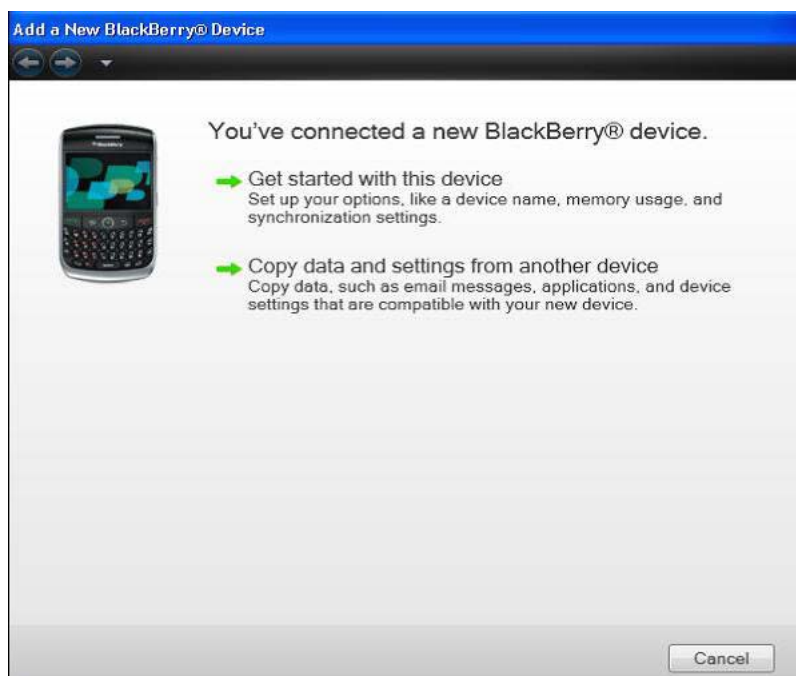 Add a New BlackBerry® Device
You've connected a new BlackBerry® device.
Get started with this device
Set up your options, like a device name, memory usage, and
synchronization settings.
Copy data and settings from another device
Copy data, such as email messages, applications, and device
settings that are compatible with your new device.
Cancel